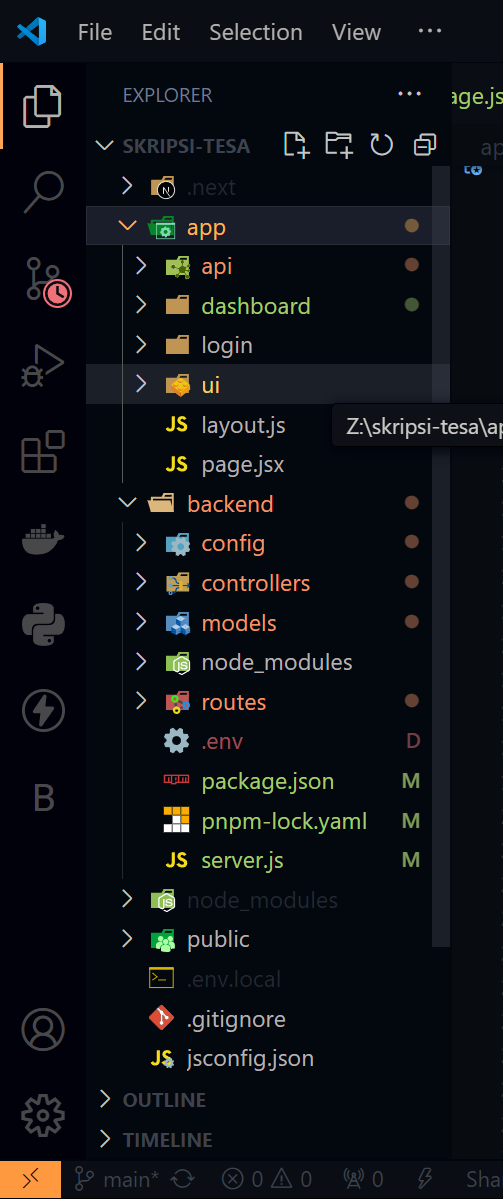 File Edit Selection View ...
EXPLORER ...
age.js
SKRIPSI-TESA
.next
app
api
dashboard
login
ui
layout.js
Z:\skripsi-tesa\ap
page.jsx
backend
config
controllers
models
node_modules
routes
.env D
package.json M
pnpm-lock.yaml M
server.js M
node_modules
public
.env.local
.gitignore
jsconfig.json
OUTLINE
TIMELINE
main* 0 0 0 Sha